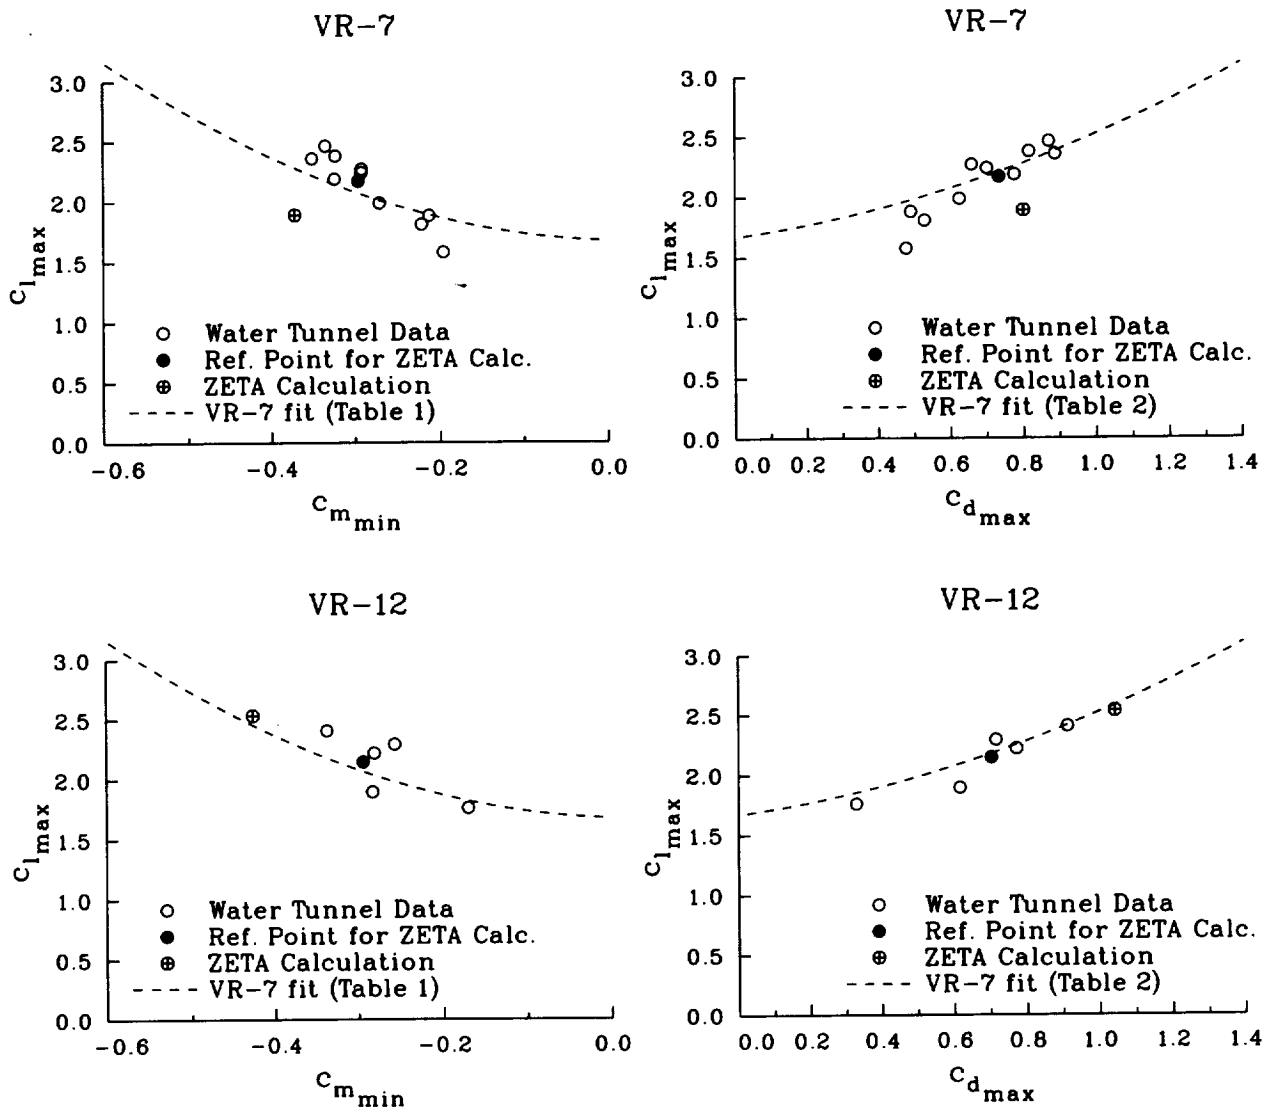 VR-7
3.0
2.5
2.0
1.5
1.0
0.5
0.0
c_l_max
Water Tunnel Data
Ref. Point for ZETA Calc.
ZETA Calculation
VR-7 fit (Table 1)
-0.6 -0.4 -0.2 0.0
c_m_min
VR-7
3.0
2.5
2.0
1.5
1.0
0.5
0.0
c_l_max
Water Tunnel Data
Ref. Point for ZETA Calc.
ZETA Calculation
VR-7 fit (Table 2)
0.0 0.2 0.4 0.6 0.8 1.0 1.2 1.4
c_d_max
VR-12
3.0
2.5
2.0
1.5
1.0
0.5
0.0
c_l_max
Water Tunnel Data
Ref. Point for ZETA Calc.
ZETA Calculation
VR-7 fit (Table 1)
-0.6 -0.4 -0.2 0.0
c_m_min
VR-12
3.0
2.5
2.0
1.5
1.0
0.5
0.0
c_l_max
Water Tunnel Data
Ref. Point for ZETA Calc.
ZETA Calculation
VR-7 fit (Table 2)
0.0 0.2 0.4 0.6 0.8 1.0 1.2 1.4
c_d_max